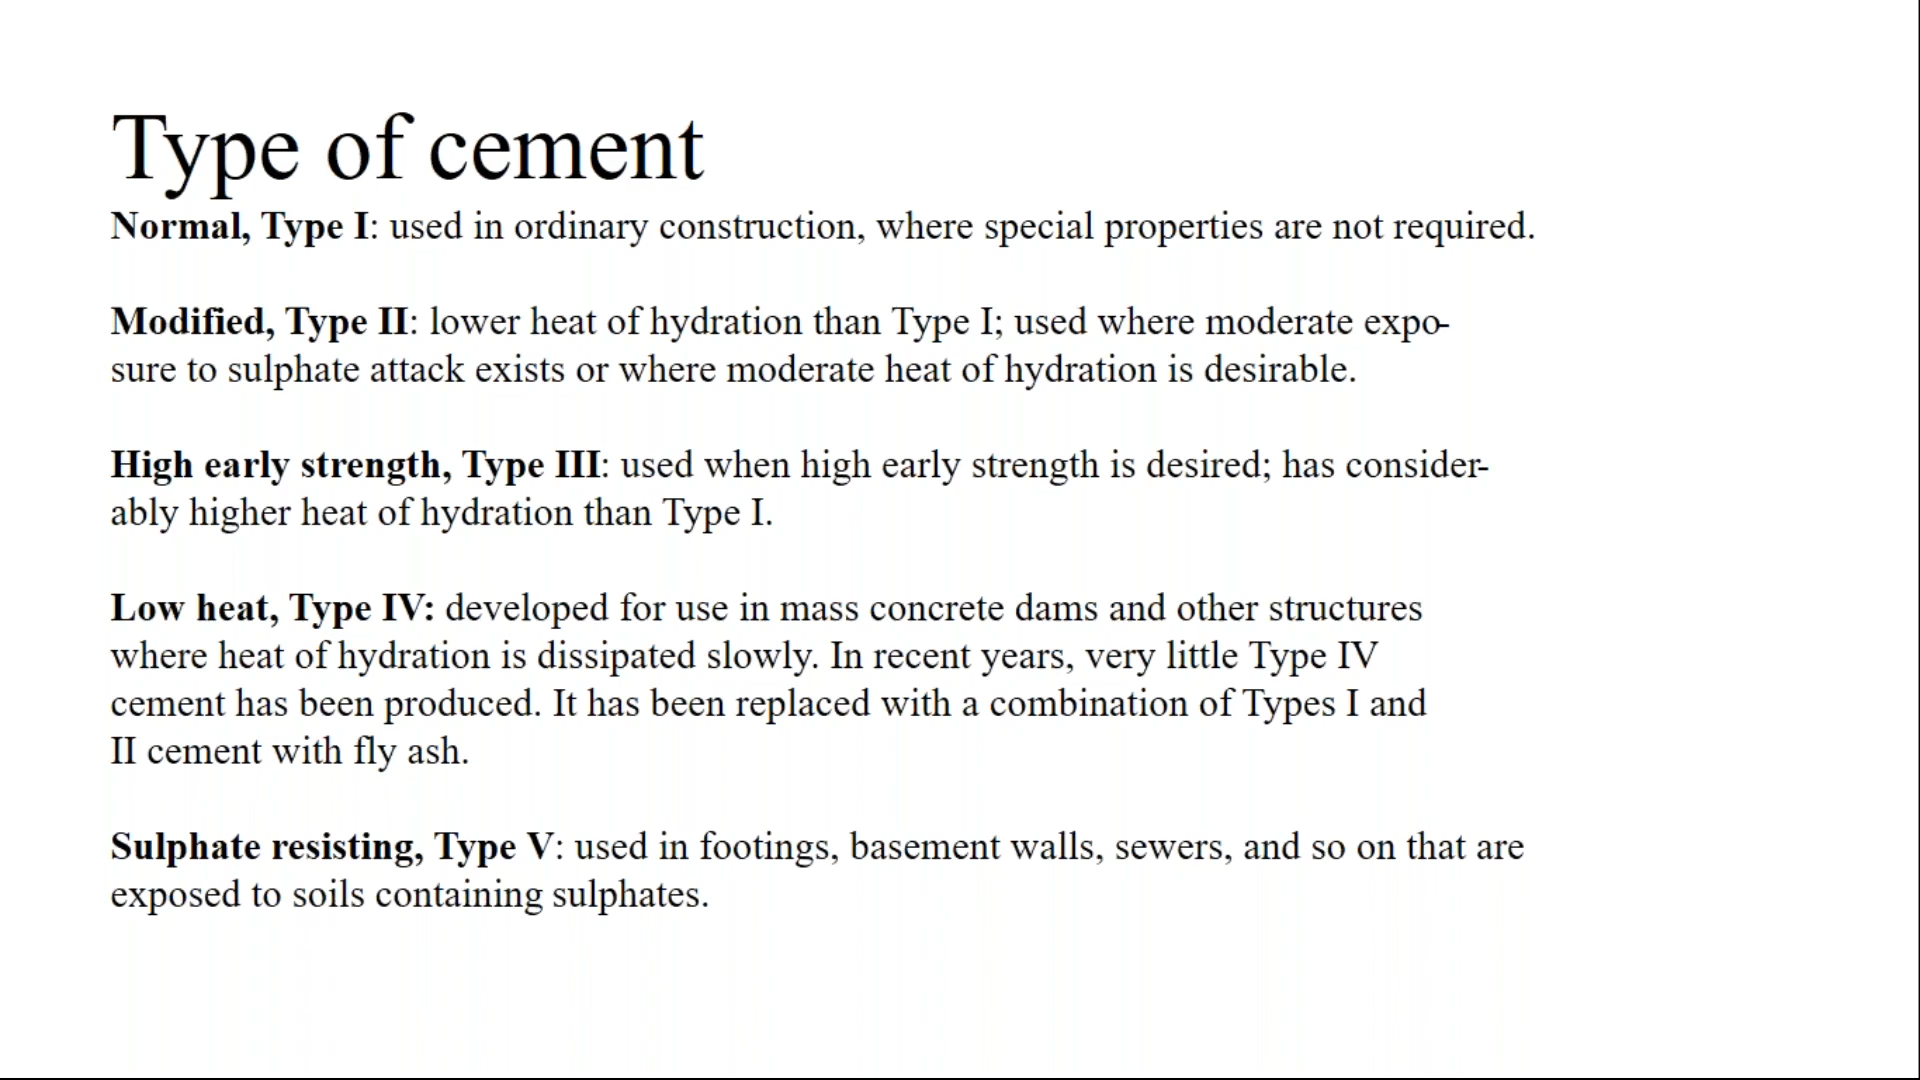 Type of cement
Normal, Type I: used in ordinary construction, where special properties are not required.
Modified, Type II: lower heat of hydration than Type I; used where moderate expo-
sure to sulphate attack exists or where moderate heat of hydration is desirable.
High early strength, Type III: used when high early strength is desired; has consider-
ably higher heat of hydration than Type I.
Low heat, Type IV: developed for use in mass concrete dams and other structures
where heat of hydration is dissipated slowly. In recent years, very little Type IV
cement has been produced. It has been replaced with a combination of Types I and
II cement with fly ash.
Sulphate resisting, Type V: used in footings, basement walls, sewers, and so on that are
exposed to soils containing sulphates.